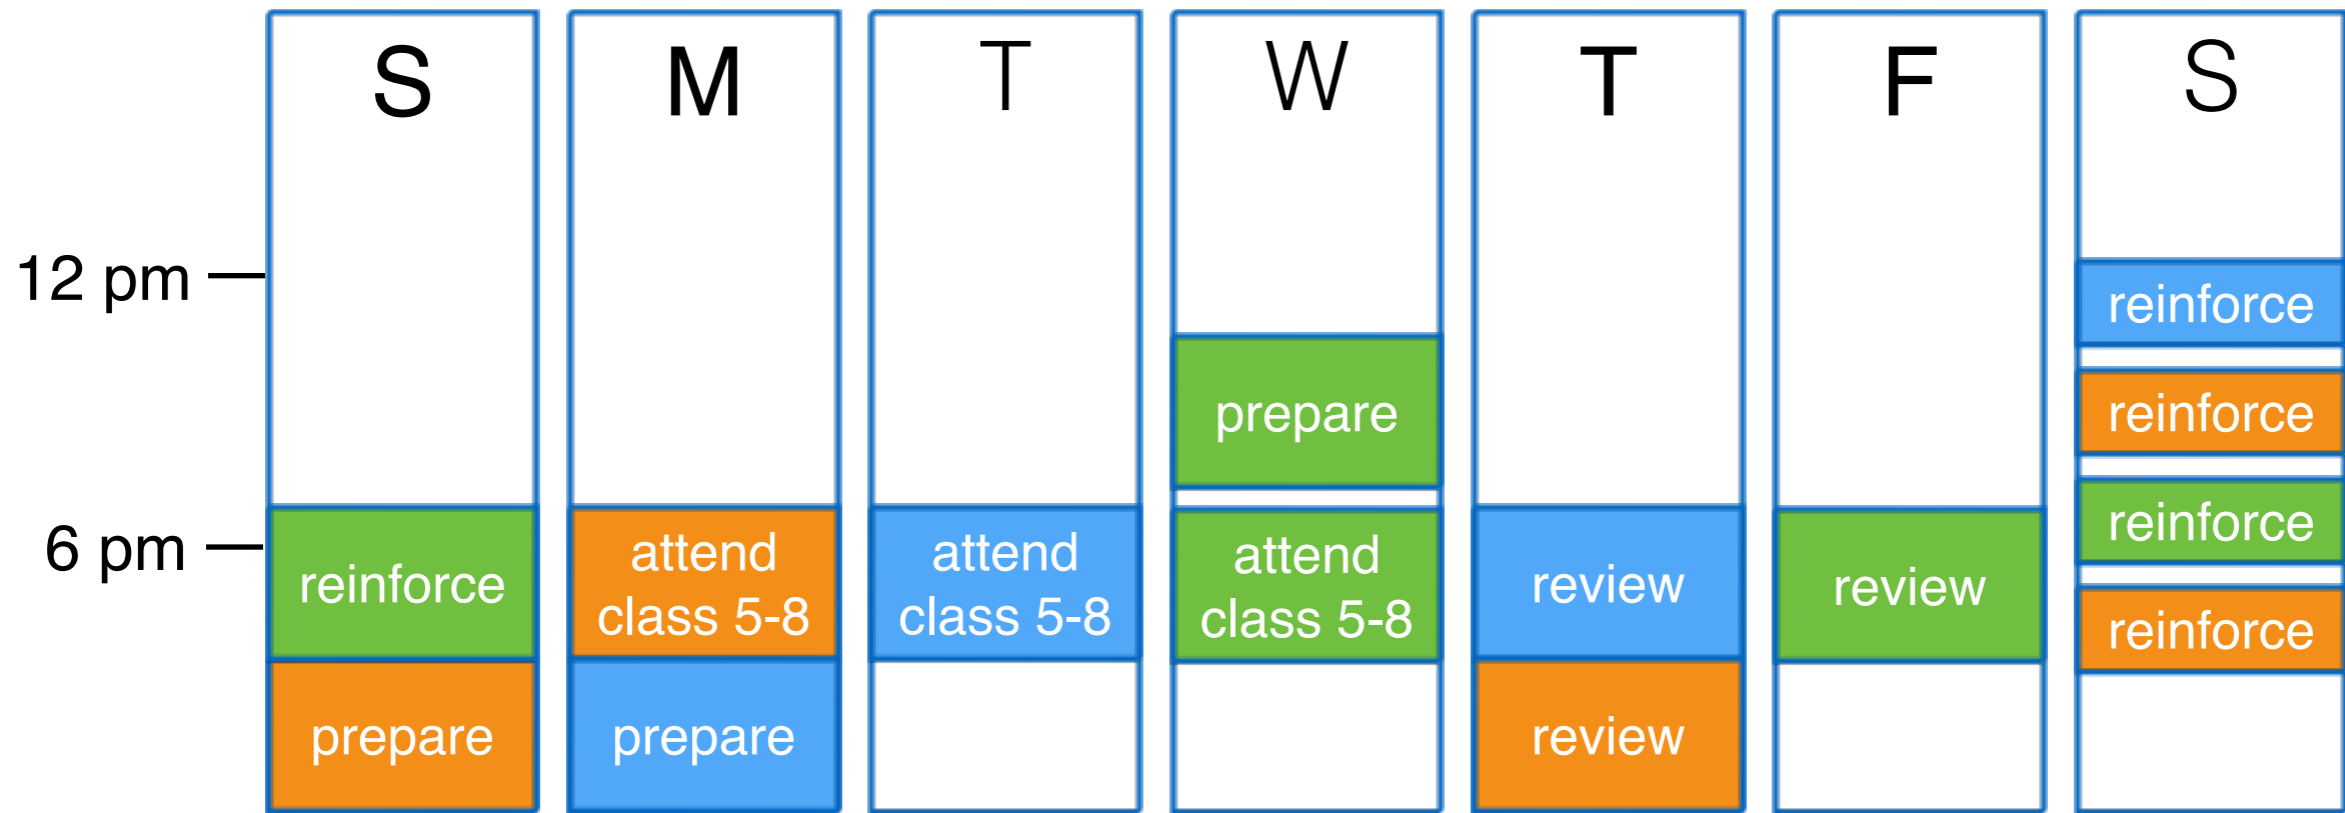 S
M
T
W
T
F
S
12 pm
6 pm
reinforce
prepare
attend
class 5-8
prepare
attend
class 5-8
prepare
attend
class 5-8
review
review
review
reinforce
reinforce
reinforce
reinforce